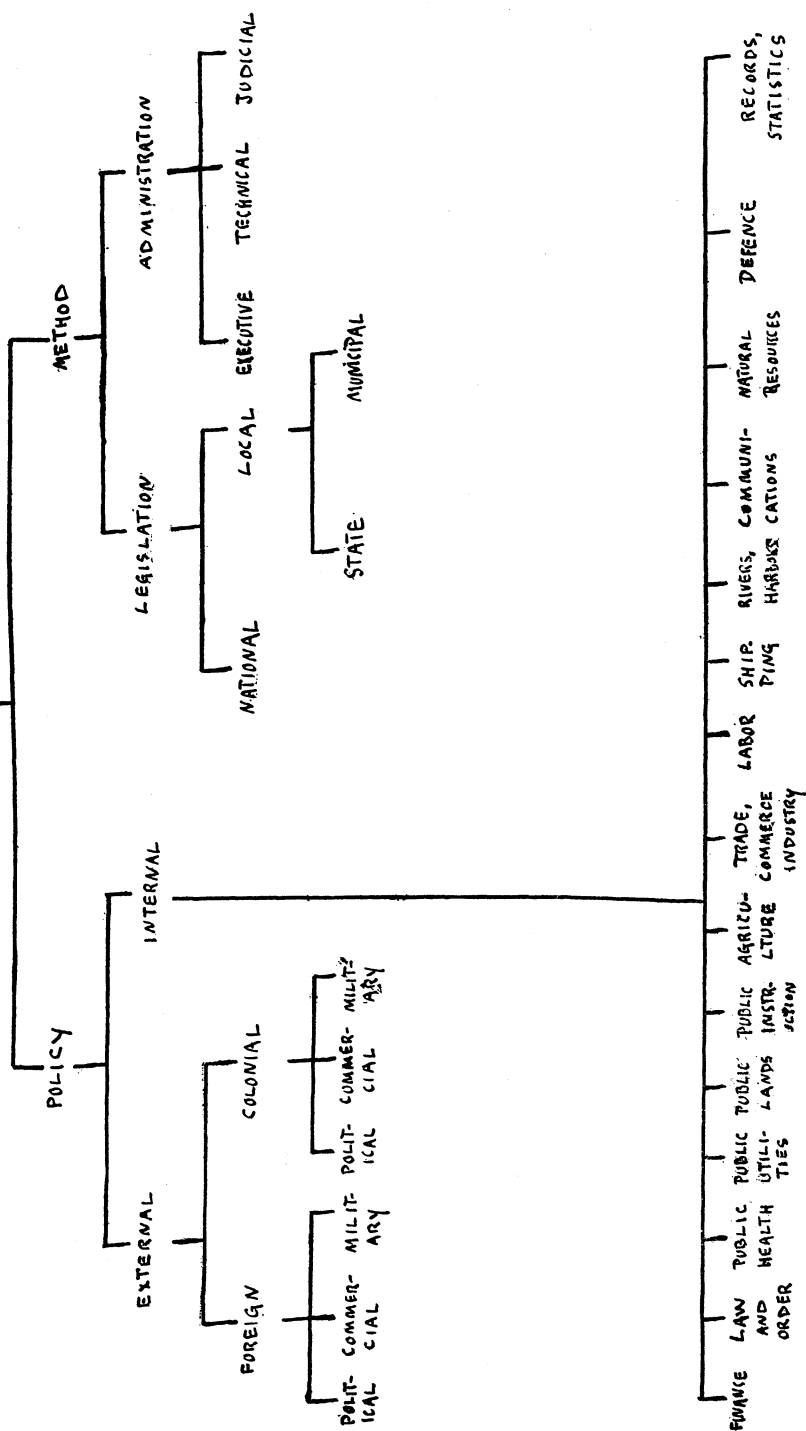 POLICY
METHOD
EXTERNAL
INTERNAL
LEGISLATION
ADMINISTRATION
FOREIGN
COLONIAL
NATIONAL
LOCAL
EXECUTIVE
TECHNICAL
JUDICIAL
POLIT-
ICAL
COMMER-
CIAL
MILIT-
ARY
POLIT-
ICAL
COMMER-
CIAL
MILIT-
ARY
STATE
MUNICIPAL
FINANCE
LAW
AND
ORDER
PUBLIC
HEALTH
PUBLIC
UTILI-
TIES
PUBLIC
LANDS
PUBLIC
INSTR-
UCTION
AGRICU-
LTURE
TRADE,
COMMERCE
INDUSTRY
LABOR
SHIP-
PING
RIVERS,
HARBORS
COMMUNI-
CATIONS
NATURAL
RESOURCES
DEFENCE
RECORDS,
STATISTICS